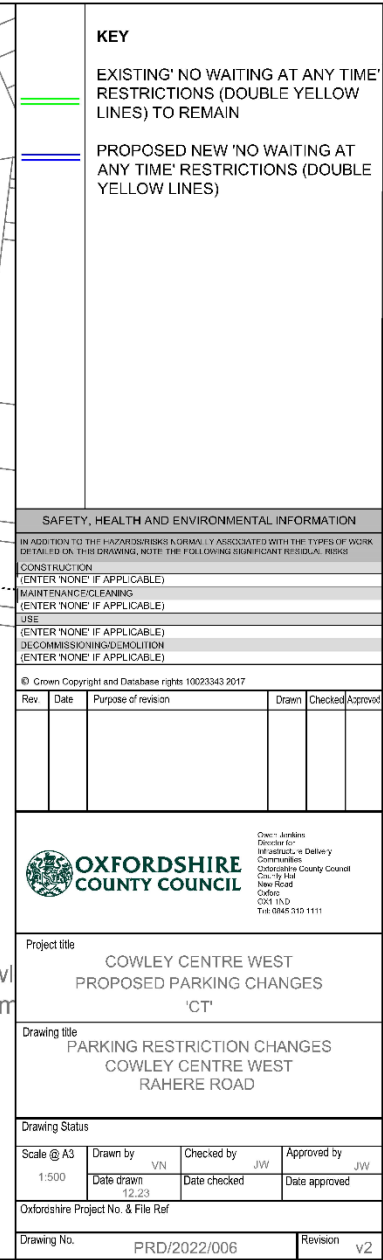 KEY
EXISTING' NO WAITING AT ANY TIME'
RESTRICTIONS (DOUBLE YELLOW
LINES) TO REMAIN
PROPOSED NEW 'NO WAITING AT
ANY TIME' RESTRICTIONS (DOUBLE
YELLOW LINES)
SAFETY, HEALTH AND ENVIRONMENTAL INFORMATION
IN ADDITION TO THE HAZARDS/RISKS NORMALLY ASSOCIATED WITH THE TYPES OF WORK
DETAILED ON THIS DRAWING, NOTE THE FOLLOWING SIGNIFICANT RESIDUAL RISKS
CONSTRUCTION
(ENTER 'NONE' IF APPLICABLE)
MAINTENANCE/CLEANING
(ENTER 'NONE' IF APPLICABLE)
USE
(ENTER 'NONE' IF APPLICABLE)
DECOMMISSIONING/DEMOLITION
(ENTER 'NONE' IF APPLICABLE)
© Crown Copyright and Database rights 10023343 2017
Rev. Date Purpose of revision Drawn Checked Approved
OXFORDSHIRE
COUNTY COUNCIL
Owen Jenkins
Director for
Infrastructure Delivery
Communities
Oxfordshire County Council
County Hall
New Road
Oxford
OX1 1ND
Tel: 0845 310 1111
Project title
COWLEY CENTRE WEST
PROPOSED PARKING CHANGES
'CT'
Drawing title
PARKING RESTRICTION CHANGES
COWLEY CENTRE WEST
RAHERE ROAD
Drawing Status
Scale @ A3 Drawn by Checked by Approved by
VN JW JW
1:500 Date drawn Date checked Date approved
12.23
Oxfordshire Project No. & File Ref
Drawing No. Revision
PRD/2022/006 v2